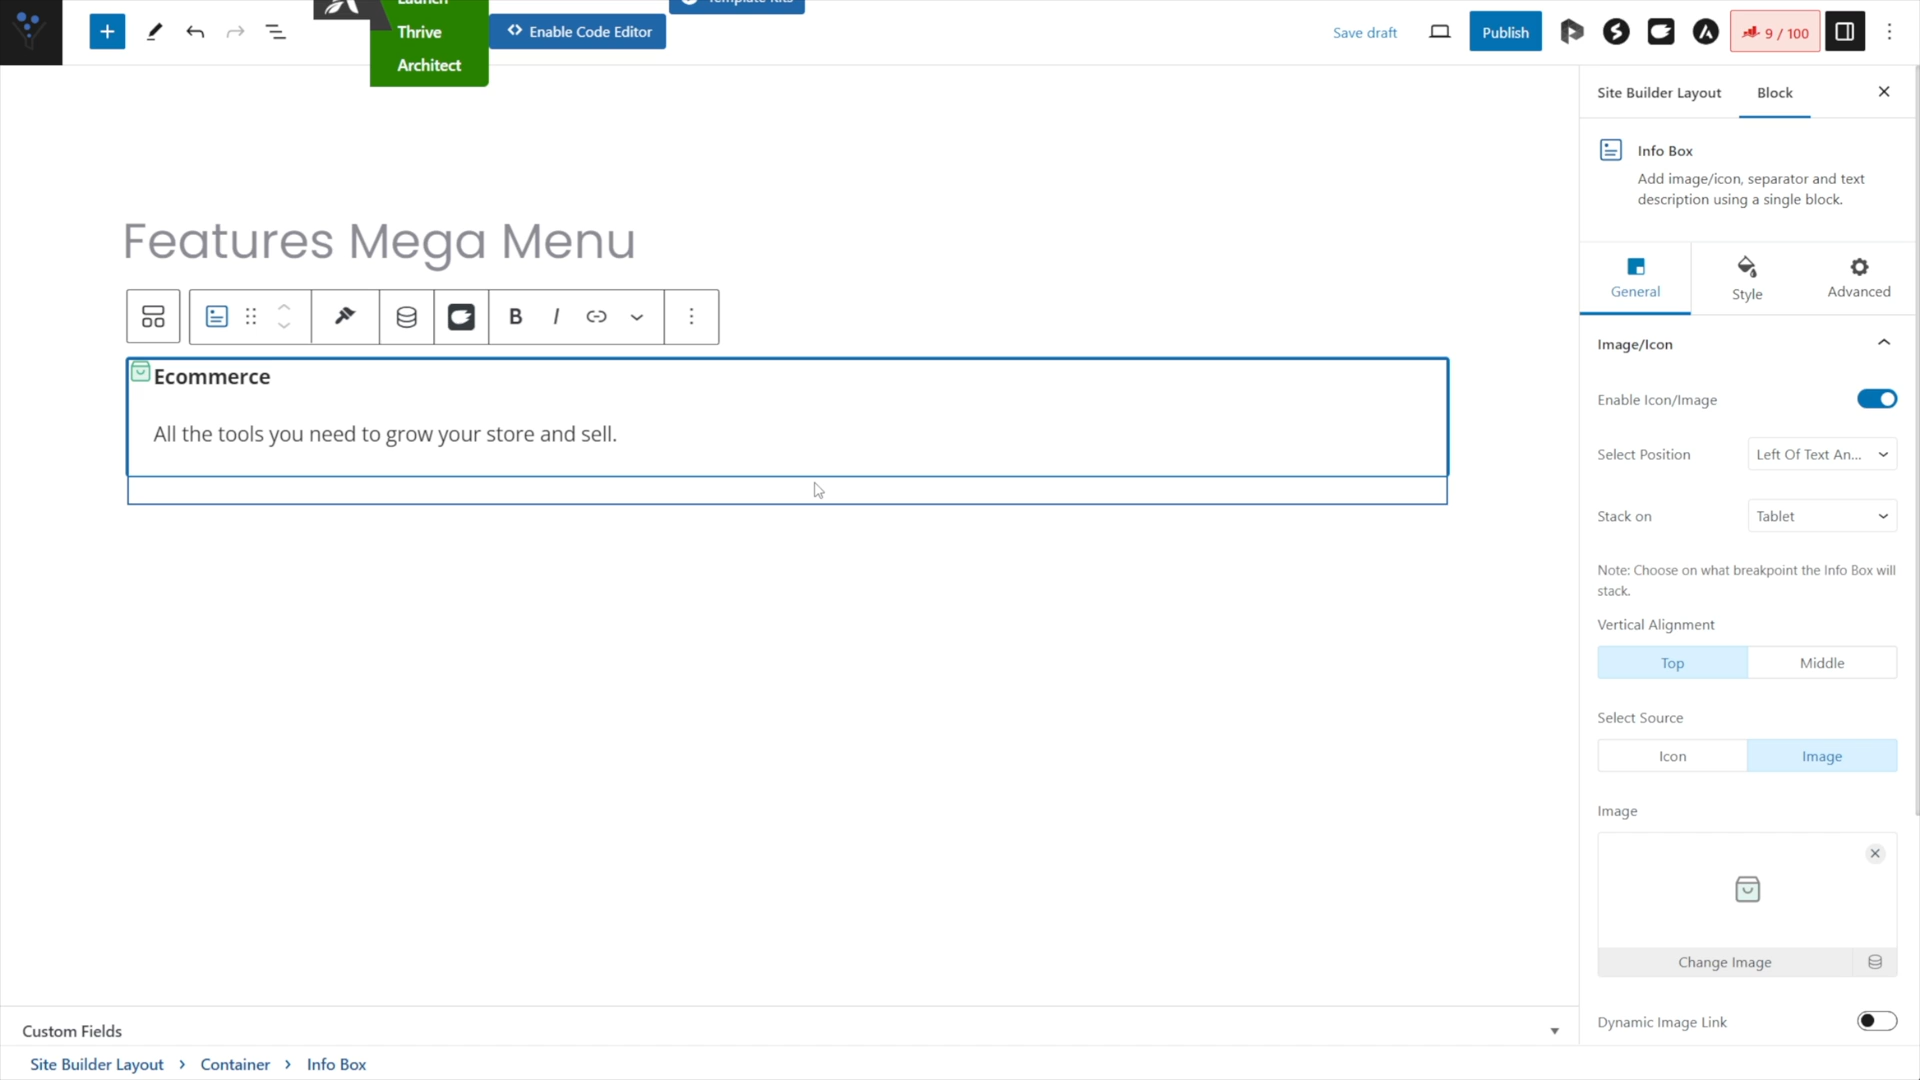 Launch
Thrive
Architect
Enable Code Editor
Template Kits
Save draft
Publish
9 / 100
Site Builder Layout
Block
Info Box
Add image/icon, separator and text
description using a single block.
General
Style
Advanced
Features Mega Menu
B
I
Ecommerce
All the tools you need to grow your store and sell.
Image/Icon
Enable Icon/Image
Select Position
Left Of Text An...
Stack on
Tablet
Note: Choose on what breakpoint the Info Box will
stack.
Vertical Alignment
Top
Middle
Select Source
Icon
Image
Image
Change Image
Dynamic Image Link
Custom Fields
Site Builder Layout › Container › Info Box